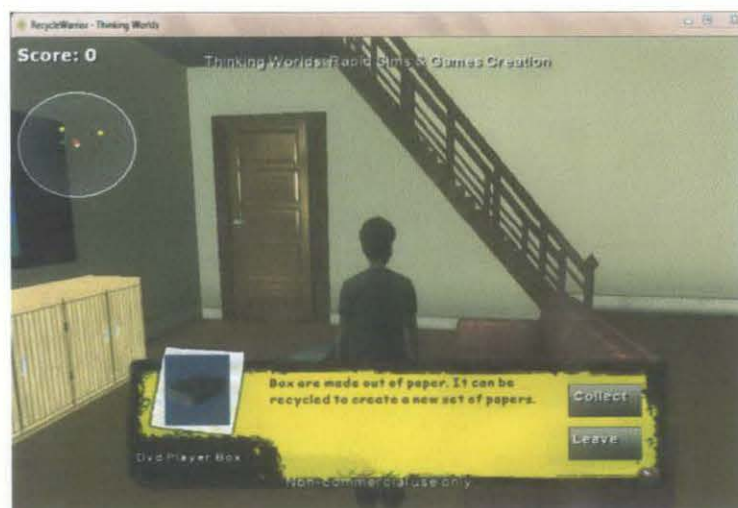 RecycleWarrior - Thinking Worlds
Score: 0
Thinking Worlds: Rapid Sims & Games Creation
Box are made out of paper. It can be
recycled to create a new set of papers.
Collect
Leave
Dvd Player Box
Non-commercial use only